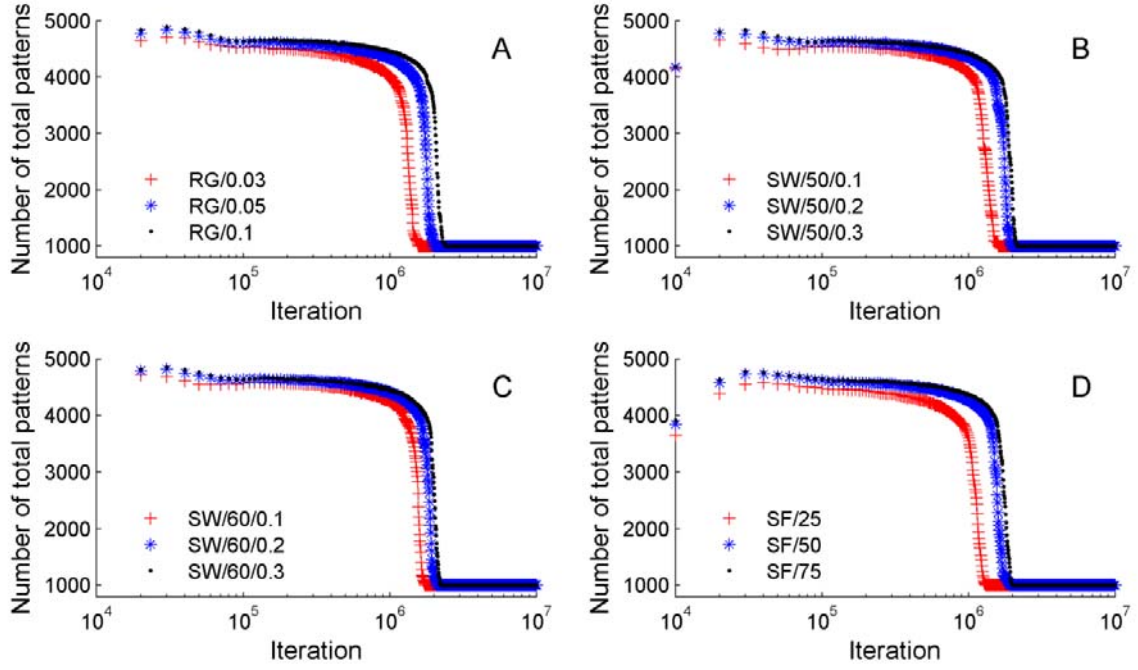 A
Number of total patterns
5000
4000
3000
2000
1000
RG/0.03
RG/0.05
RG/0.1
10^4
10^5
10^6
10^7
Iteration
B
Number of total patterns
5000
4000
3000
2000
1000
SW/50/0.1
SW/50/0.2
SW/50/0.3
10^4
10^5
10^6
10^7
Iteration
C
Number of total patterns
5000
4000
3000
2000
1000
SW/60/0.1
SW/60/0.2
SW/60/0.3
10^4
10^5
10^6
10^7
Iteration
D
Number of total patterns
5000
4000
3000
2000
1000
SF/25
SF/50
SF/75
10^4
10^5
10^6
10^7
Iteration